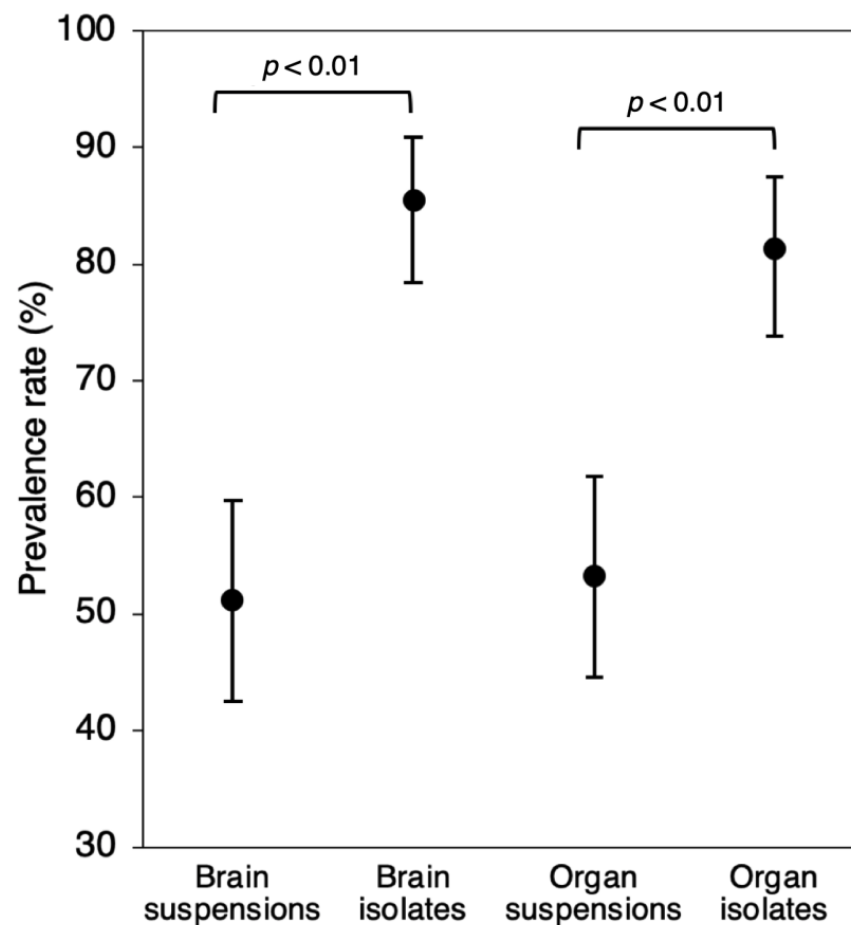 100
p < 0.01
p < 0.01
90
80
70
60
50
40
30
Prevalence rate (%)
Brain suspensions
Brain isolates
Organ suspensions
Organ isolates